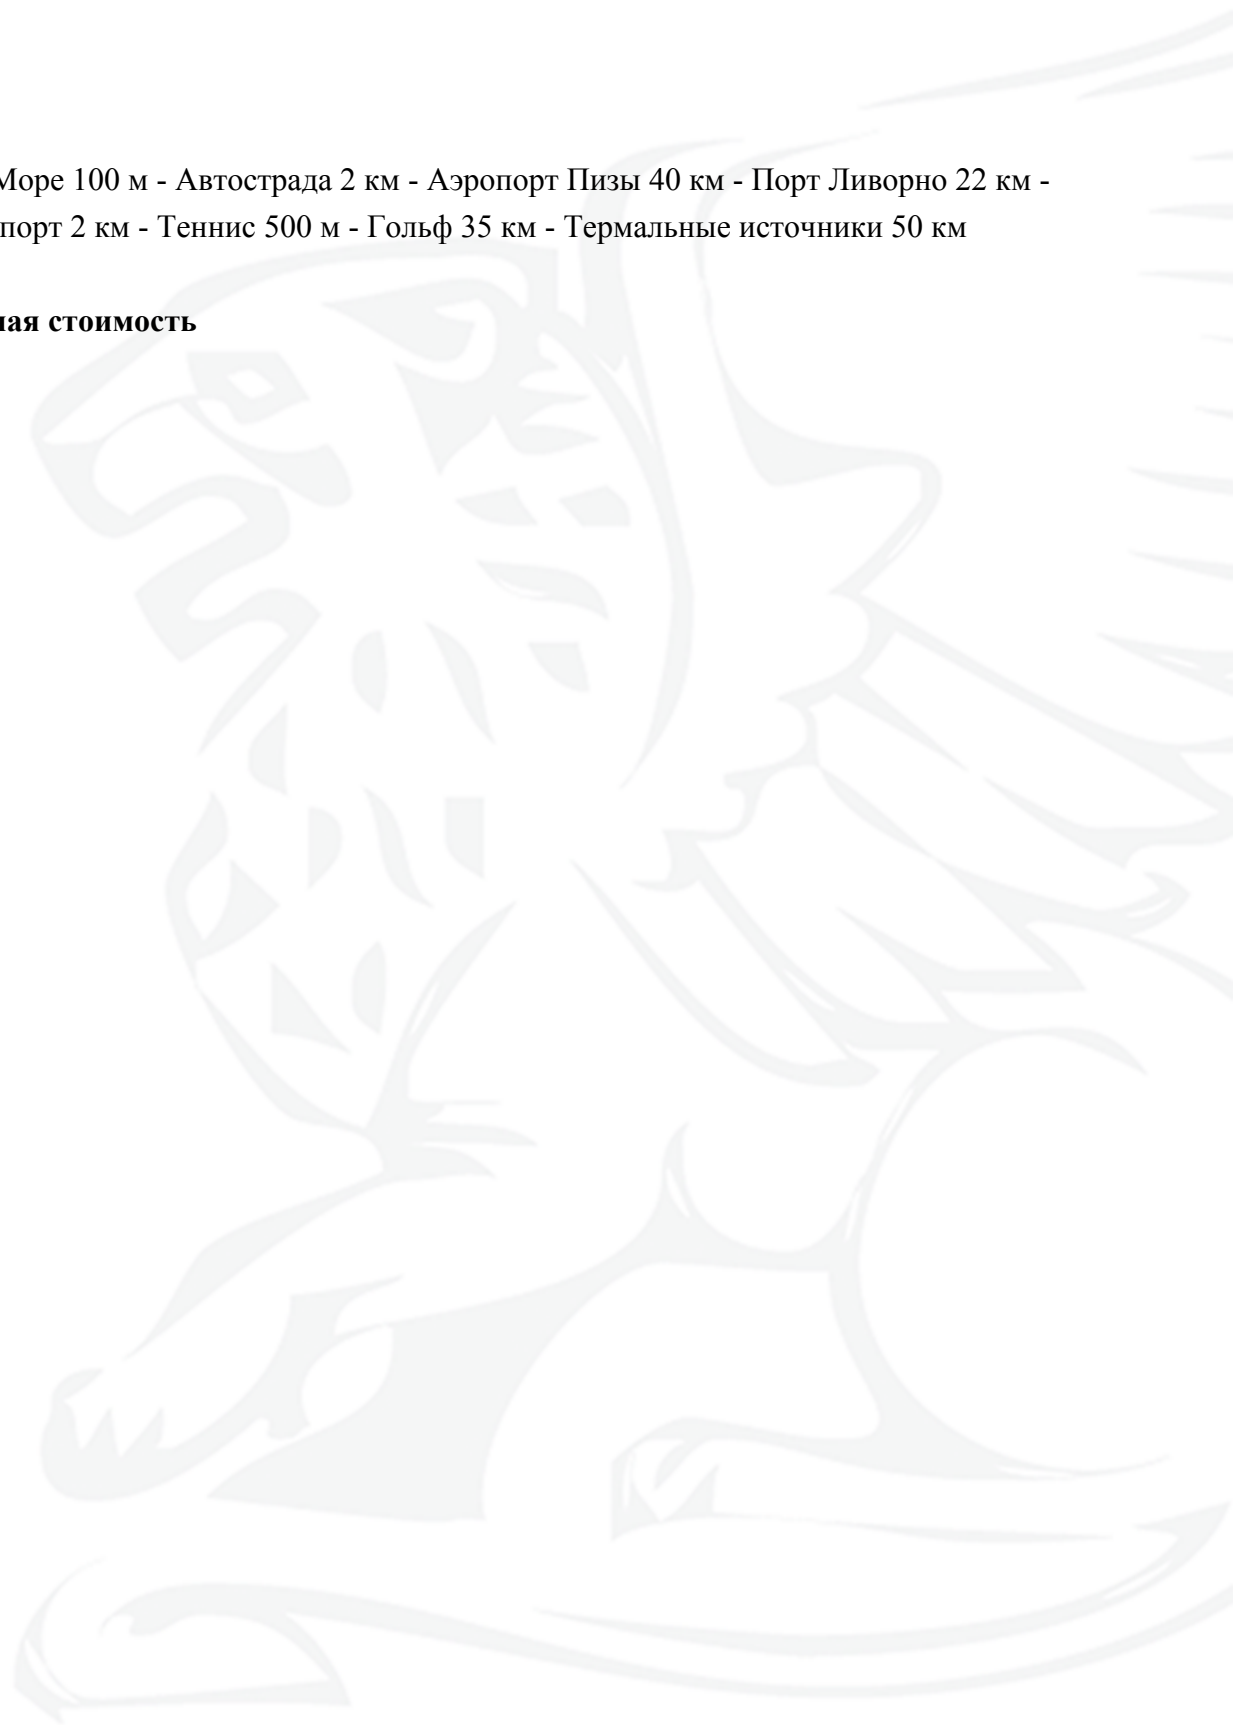 Море 100 м - Автострада 2 км - Аэропорт Пизы 40 км - Порт Ливорно 22 км -
порт 2 км - Теннис 500 м - Гольф 35 км - Термальные источники 50 км
ная стоимость